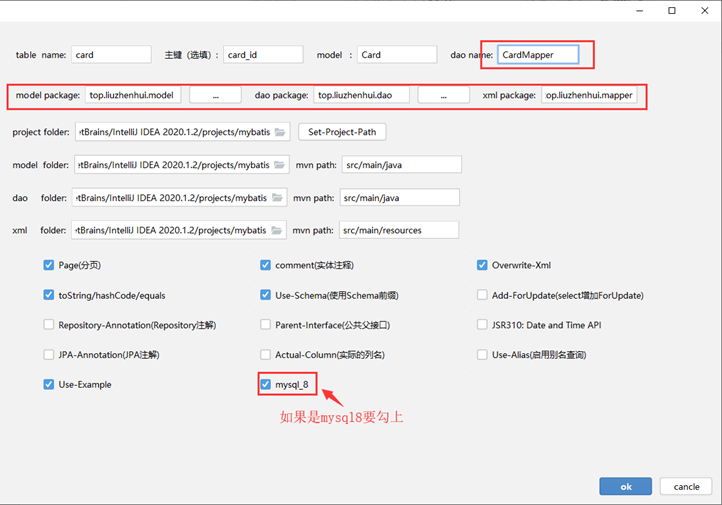 table name: card 主键（选填）: card_id model : Card dao name: CardMapper
model package: top.liuzhenhui.model ... dao package: top.liuzhenhui.dao ... xml package: top.liuzhenhui.mapper
project folder: etBrains/IntelliJ IDEA 2020.1.2/projects/mybatis Set-Project-Path
model folder: etBrains/IntelliJ IDEA 2020.1.2/projects/mybatis mvn path: src/main/java
dao folder: etBrains/IntelliJ IDEA 2020.1.2/projects/mybatis mvn path: src/main/java
xml folder: etBrains/IntelliJ IDEA 2020.1.2/projects/mybatis mvn path: src/main/resources
Page(分页) comment(实体注释) Overwrite-Xml
toString/hashCode/equals Use-Schema(使用Schema前缀) Add-ForUpdate(select增加ForUpdate)
Repository-Annotation(Repository注解) Parent-Interface(公共父接口) JSR310: Date and Time API
JPA-Annotation(JPA注解) Actual-Column(实际的列名) Use-Alias(启用别名查询)
Use-Example mysql_8
如果是mysql8要勾上
ok cancle